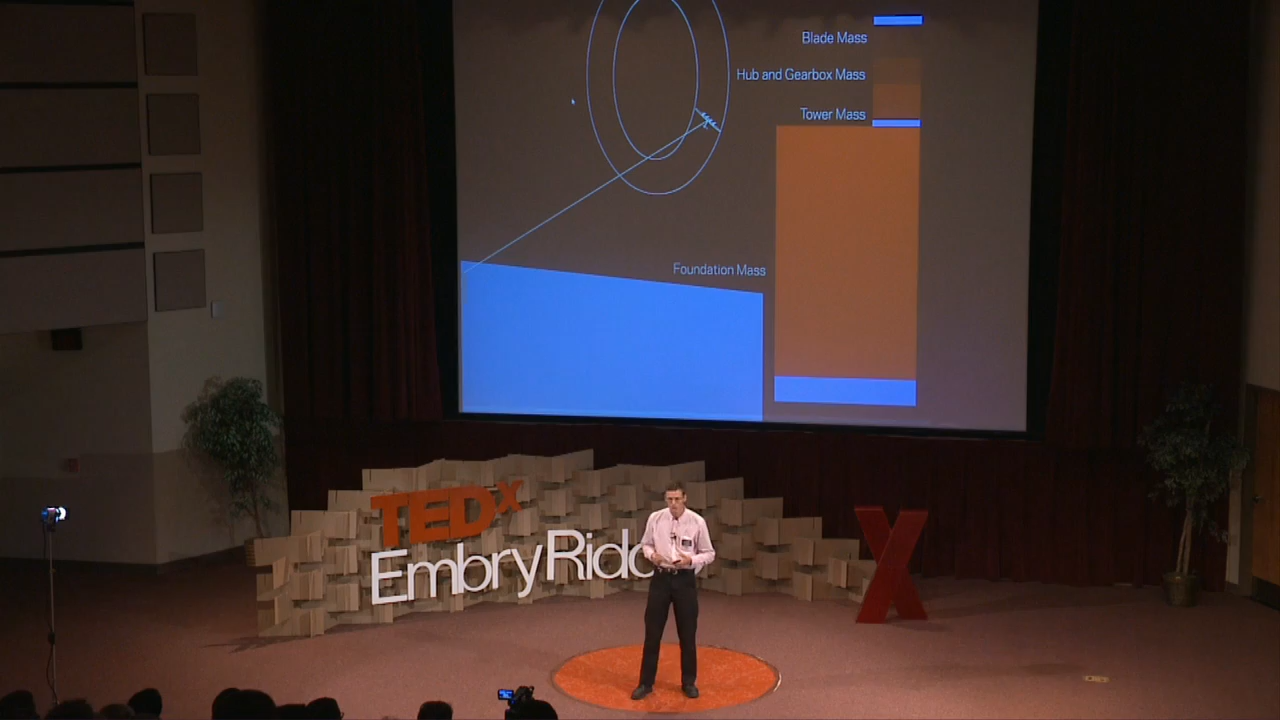 Blade Mass
Hub and Gearbox Mass
Tower Mass
Foundation Mass
TEDx
EmbryRidd
X